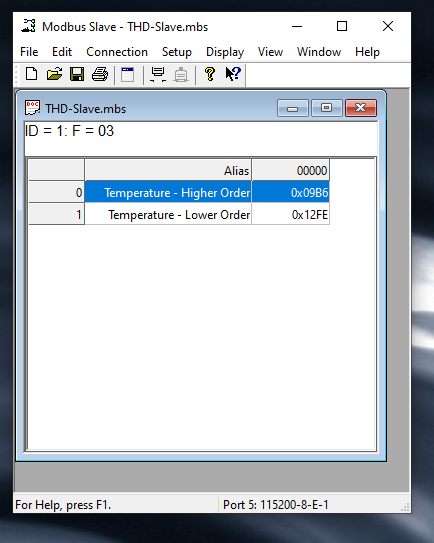 Modbus Slave - THD-Slave.mbs
File Edit Connection Setup Display View Window Help
THD-Slave.mbs
ID = 1: F = 03
Alias 00000
0 Temperature - Higher Order 0x09B6
1 Temperature - Lower Order 0x12FE
For Help, press F1. Port 5: 115200-8-E-1